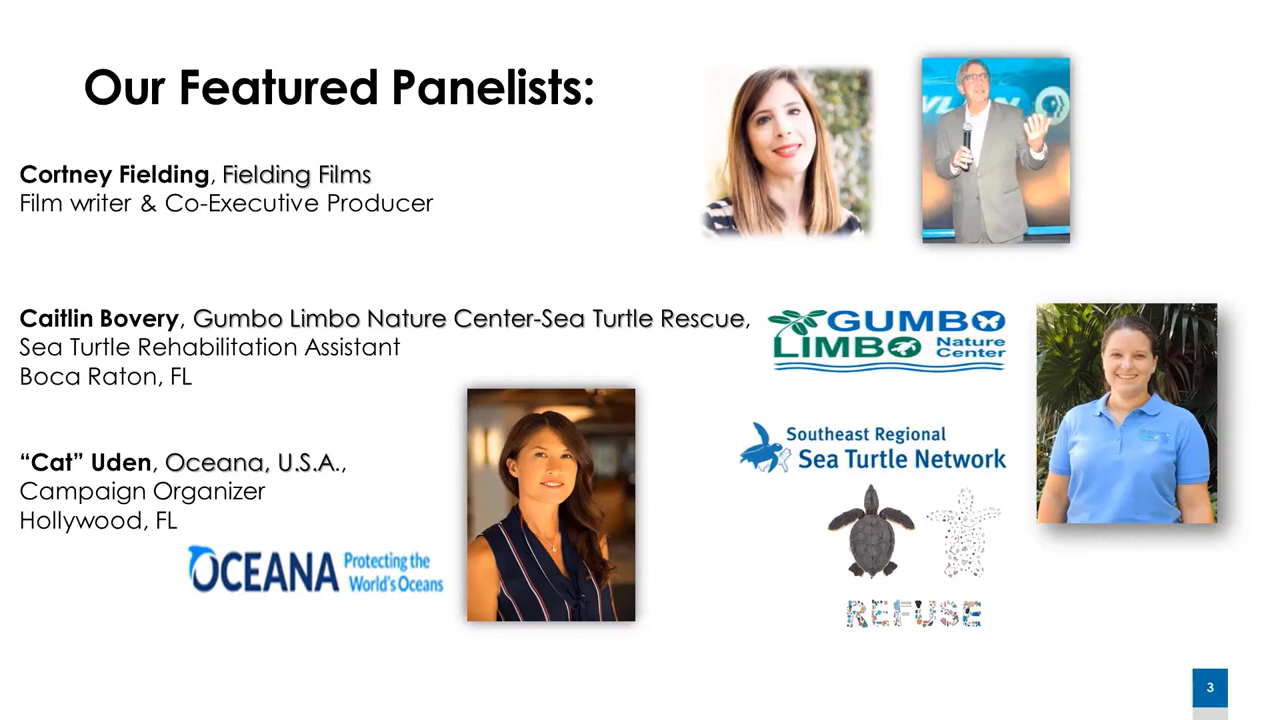 Our Featured Panelists:
Cortney Fielding, Fielding Films
Film writer & Co-Executive Producer
Caitlin Bovery, Gumbo Limbo Nature Center-Sea Turtle Rescue,
Sea Turtle Rehabilitation Assistant
Boca Raton, FL
GUMBO
LIMBO Nature
Center
Southeast Regional
Sea Turtle Network
“Cat” Uden, Oceana, U.S.A.,
Campaign Organizer
Hollywood, FL
OCEANA Protecting the
World's Oceans
REFUSE
3